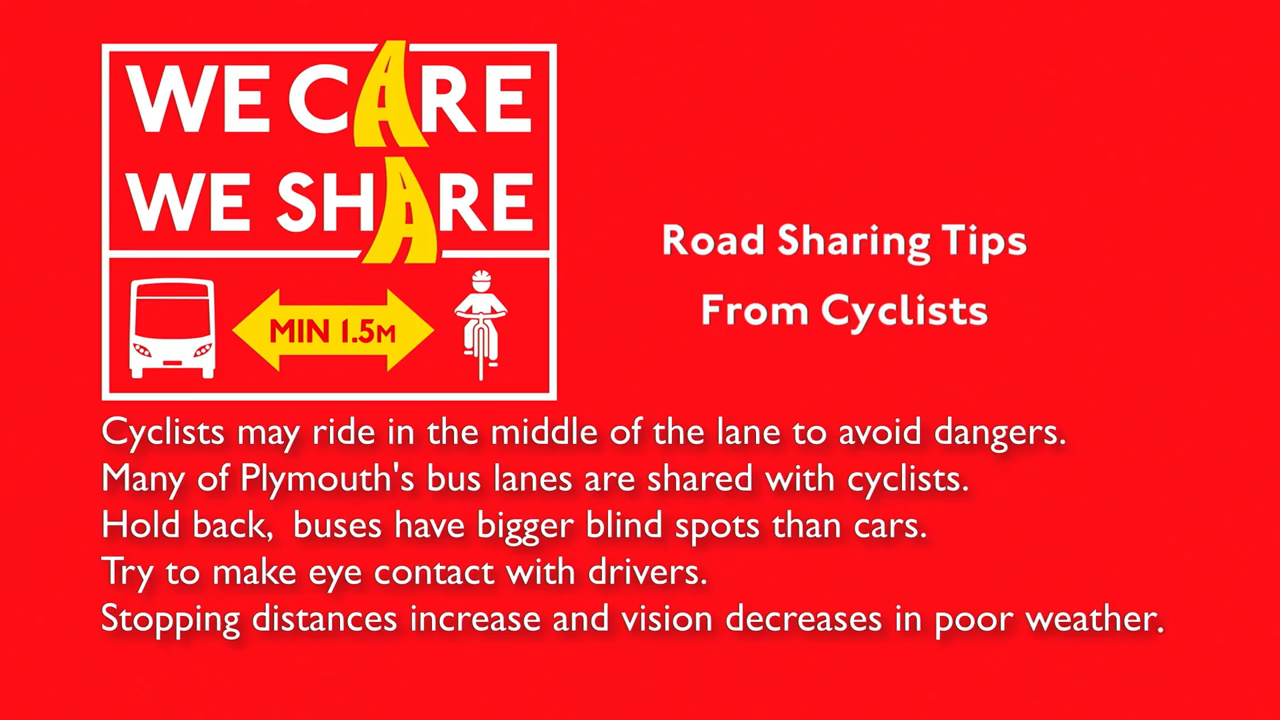 WE CARE
WE SHARE
MIN 1.5M
Road Sharing Tips
From Cyclists
Cyclists may ride in the middle of the lane to avoid dangers.
Many of Plymouth's bus lanes are shared with cyclists.
Hold back,  buses have bigger blind spots than cars.
Try to make eye contact with drivers.
Stopping distances increase and vision decreases in poor weather.